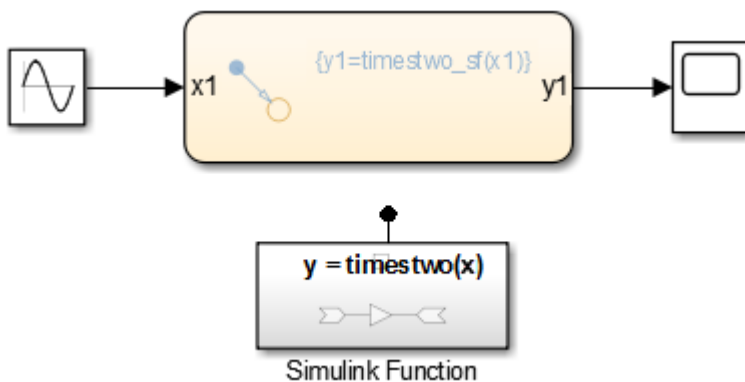 {y1=timestwo_sf(x1)}
x1
y1
y = timestwo(x)
Simulink Function